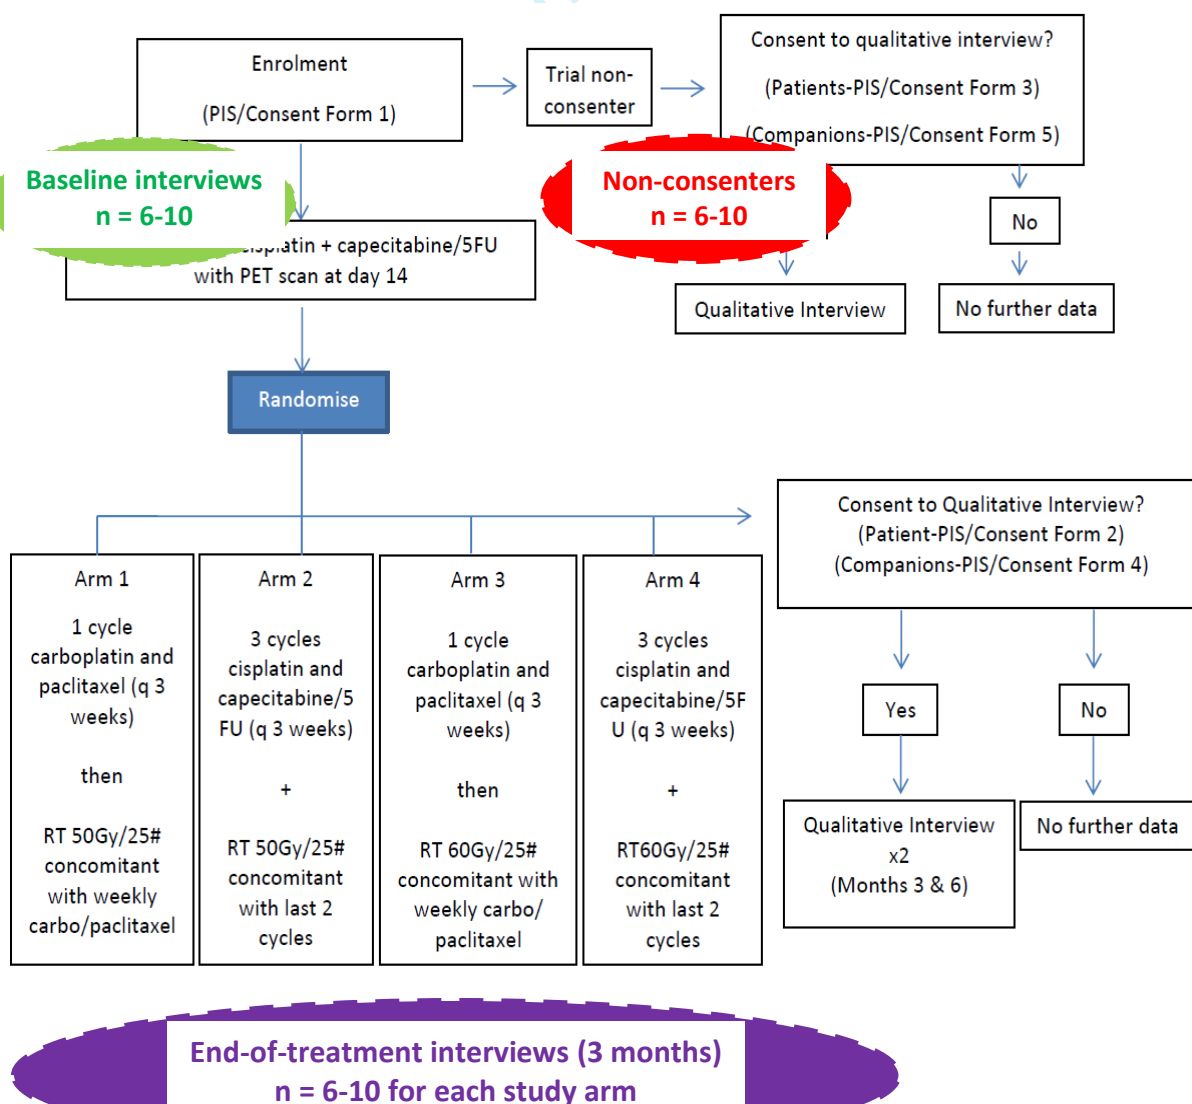 Enrolment
(PIS/Consent Form 1)
Trial non-
consenter
Consent to qualitative interview?
(Patients-PIS/Consent Form 3)
(Companions-PIS/Consent Form 5)
Baseline interviews
n = 6-10
Non-consenters
n = 6-10
No
cisplatin + capecitabine/5FU
with PET scan at day 14
Qualitative Interview
No further data
Randomise
Consent to Qualitative Interview?
(Patient-PIS/Consent Form 2)
(Companions-PIS/Consent Form 4)
Arm 1
1 cycle
carboplatin and
paclitaxel (q 3
weeks)
then
RT 50Gy/25#
concomitant
with weekly
carbo/paclitaxel
Arm 2
3 cycles
cisplatin and
capecitabine/5
FU (q 3 weeks)
+
RT 50Gy/25#
concomitant
with last 2
cycles
Arm 3
1 cycle
carboplatin and
paclitaxel (q 3
weeks)
then
RT 60Gy/25#
concomitant with
weekly carbo/
paclitaxel
Arm 4
3 cycles
cisplatin and
capecitabine/5F
U (q 3 weeks)
+
RT60Gy/25#
concomitant
with last 2
cycles
Yes
No
Qualitative Interview
x2
(Months 3 & 6)
No further data
End-of-treatment interviews (3 months)
n = 6-10 for each study arm